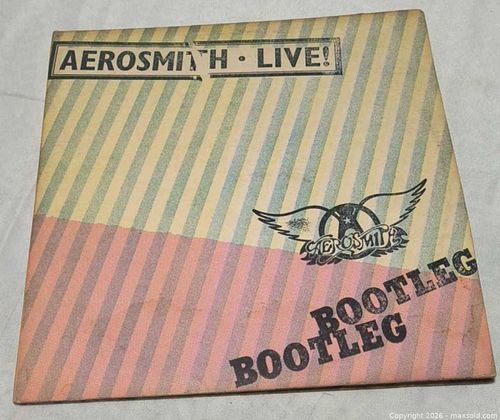 AEROSMITH • LIVE!
AEROSMITH
BOOTLEG
BOOTLEG
Copyright 2026 - maxsold.com